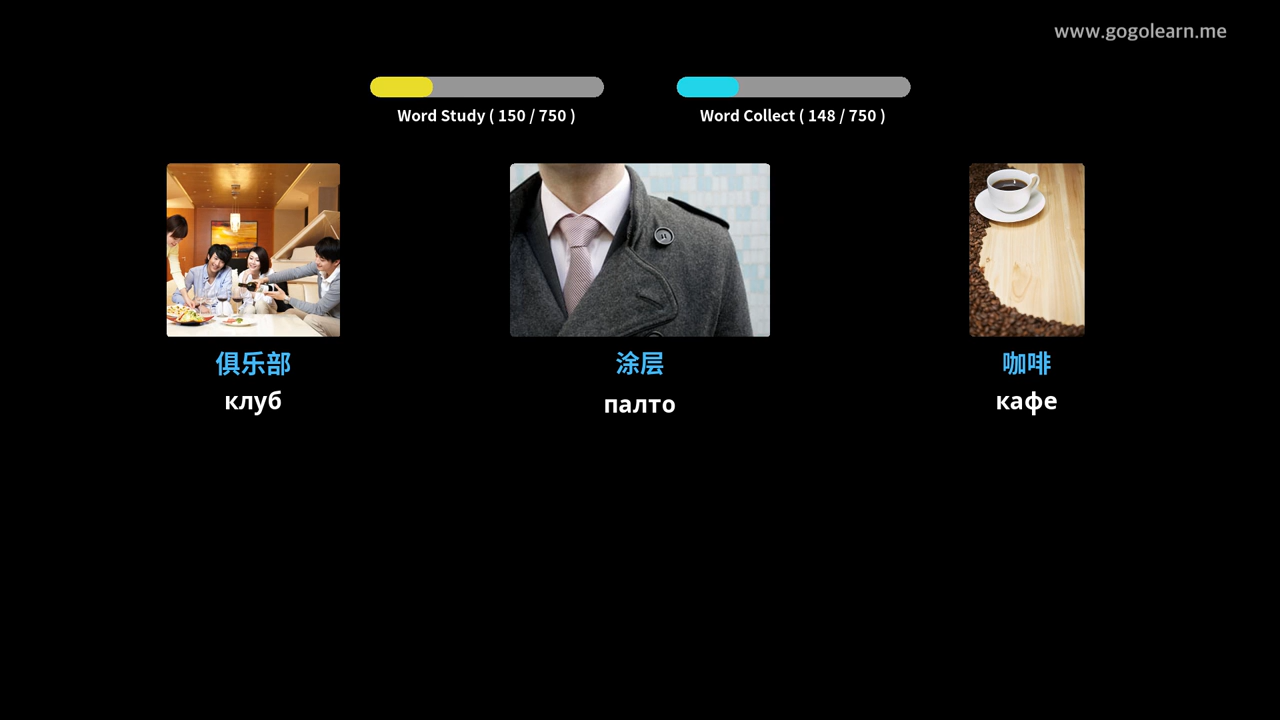 www.gogolearn.me
Word Study ( 150 / 750 )
Word Collect ( 148 / 750 )
俱乐部
клуб
涂层
палто
咖啡
кафе